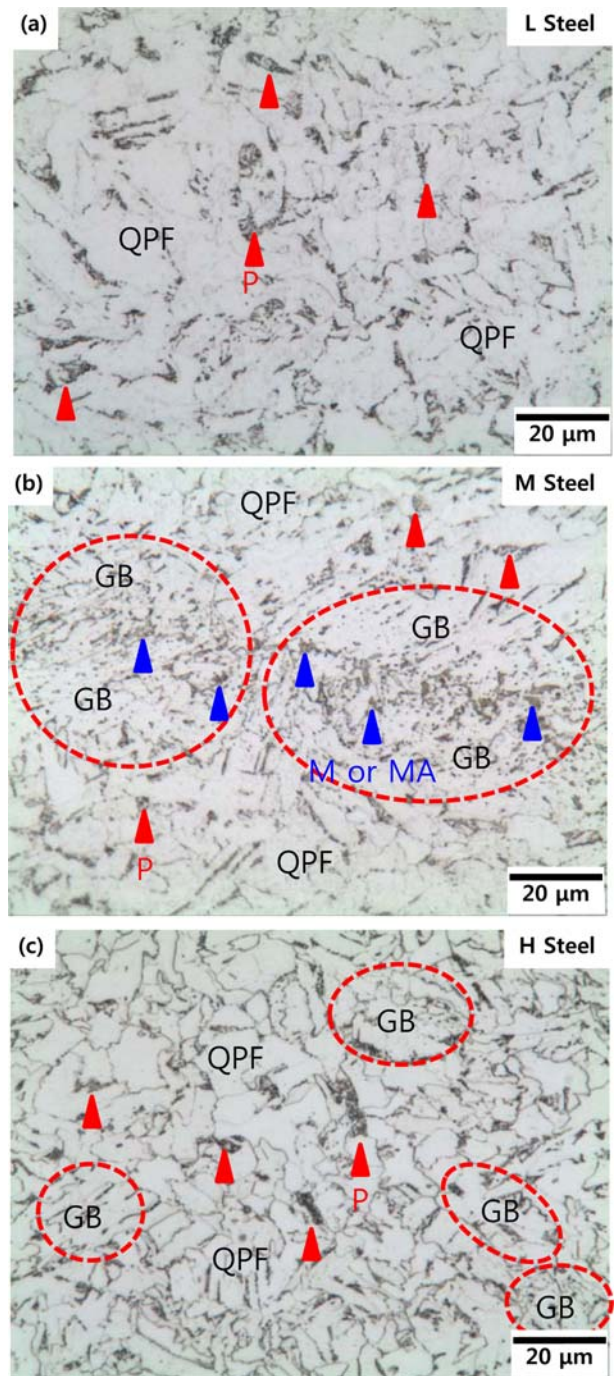 (a)
L Steel
QPF
P
QPF
20 µm
(b)
M Steel
QPF
GB
GB
GB
GB
M or MA
P
QPF
20 µm
(c)
H Steel
GB
QPF
P
GB
GB
QPF
GB
20 µm